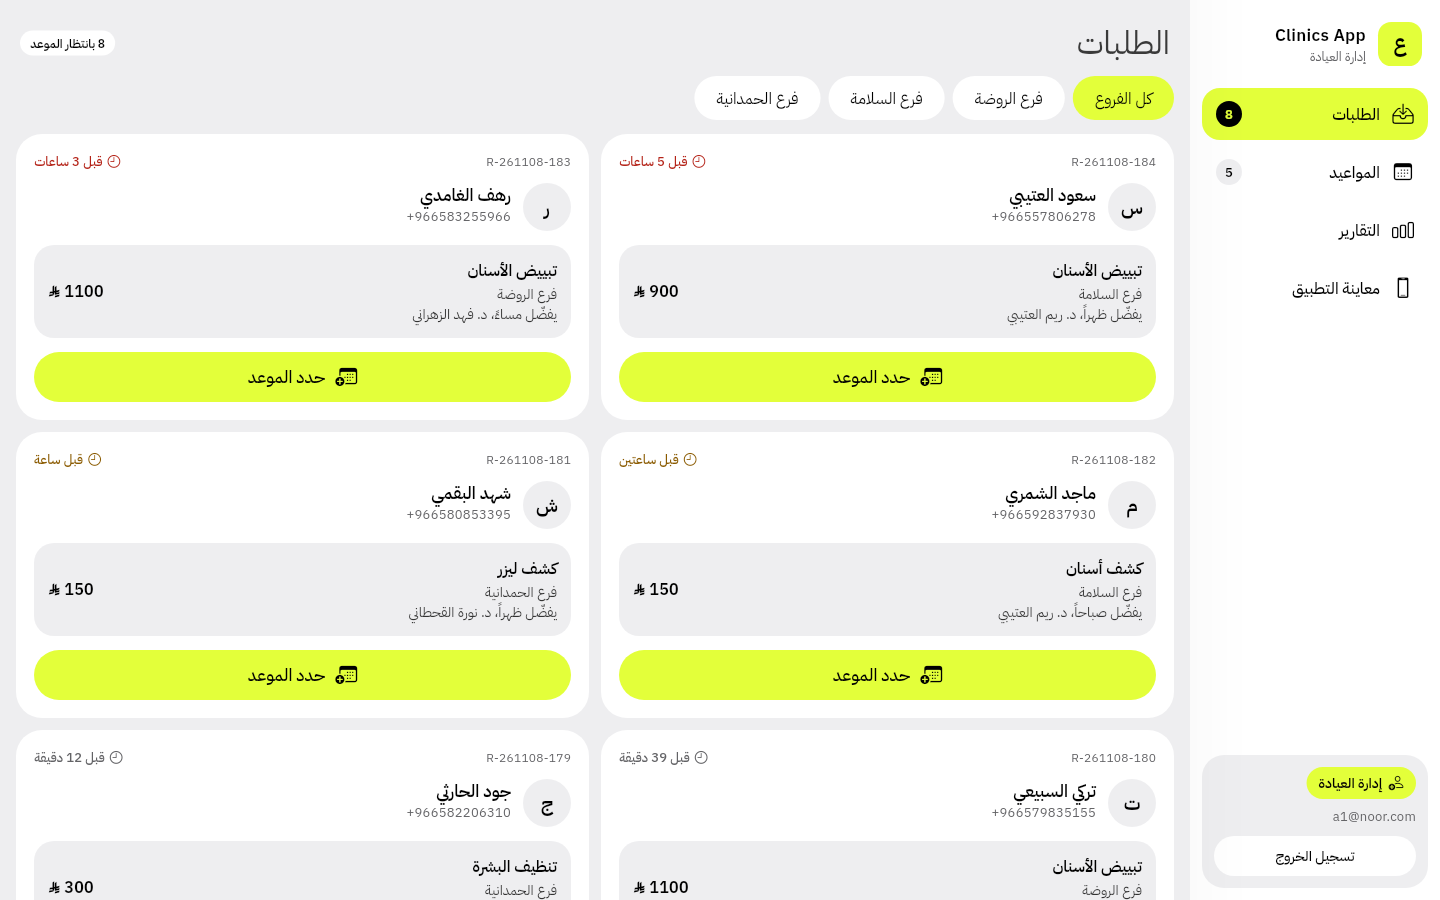 ع
Clinics App
إدارة العيادة
الطلبات 8
المواعيد 5
التقارير
معاينة التطبيق
إدارة العيادة
a1@noor.com
تسجيل الخروج
الطلبات
8 بانتظار الموعد
كل الفروع
فرع الروضة
فرع السلامة
فرع الحمدانية
R-261108-184
قبل 5 ساعات
س
سعود العتيبي
+966557806278
تبييض الأسنان
فرع السلامة
يفضّل ظهراً، د. ريم العتيبي
900 ⃁
حدد الموعد
R-261108-183
قبل 3 ساعات
ر
رهف الغامدي
+966583255966
تبييض الأسنان
فرع الروضة
يفضّل مساءً، د. فهد الزهراني
1100 ⃁
حدد الموعد
R-261108-182
قبل ساعتين
م
ماجد الشمري
+966592837930
كشف أسنان
فرع السلامة
يفضّل صباحاً، د. ريم العتيبي
150 ⃁
حدد الموعد
R-261108-181
قبل ساعة
ش
شهد البقمي
+966580853395
كشف ليزر
فرع الحمدانية
يفضّل ظهراً، د. نورة القحطاني
150 ⃁
حدد الموعد
R-261108-180
قبل 39 دقيقة
ت
تركي السبيعي
+966579835155
تبييض الأسنان
فرع الروضة
1100 ⃁
R-261108-179
قبل 12 دقيقة
ج
جود الحارثي
+966582206310
تنظيف البشرة
فرع الحمدانية
300 ⃁